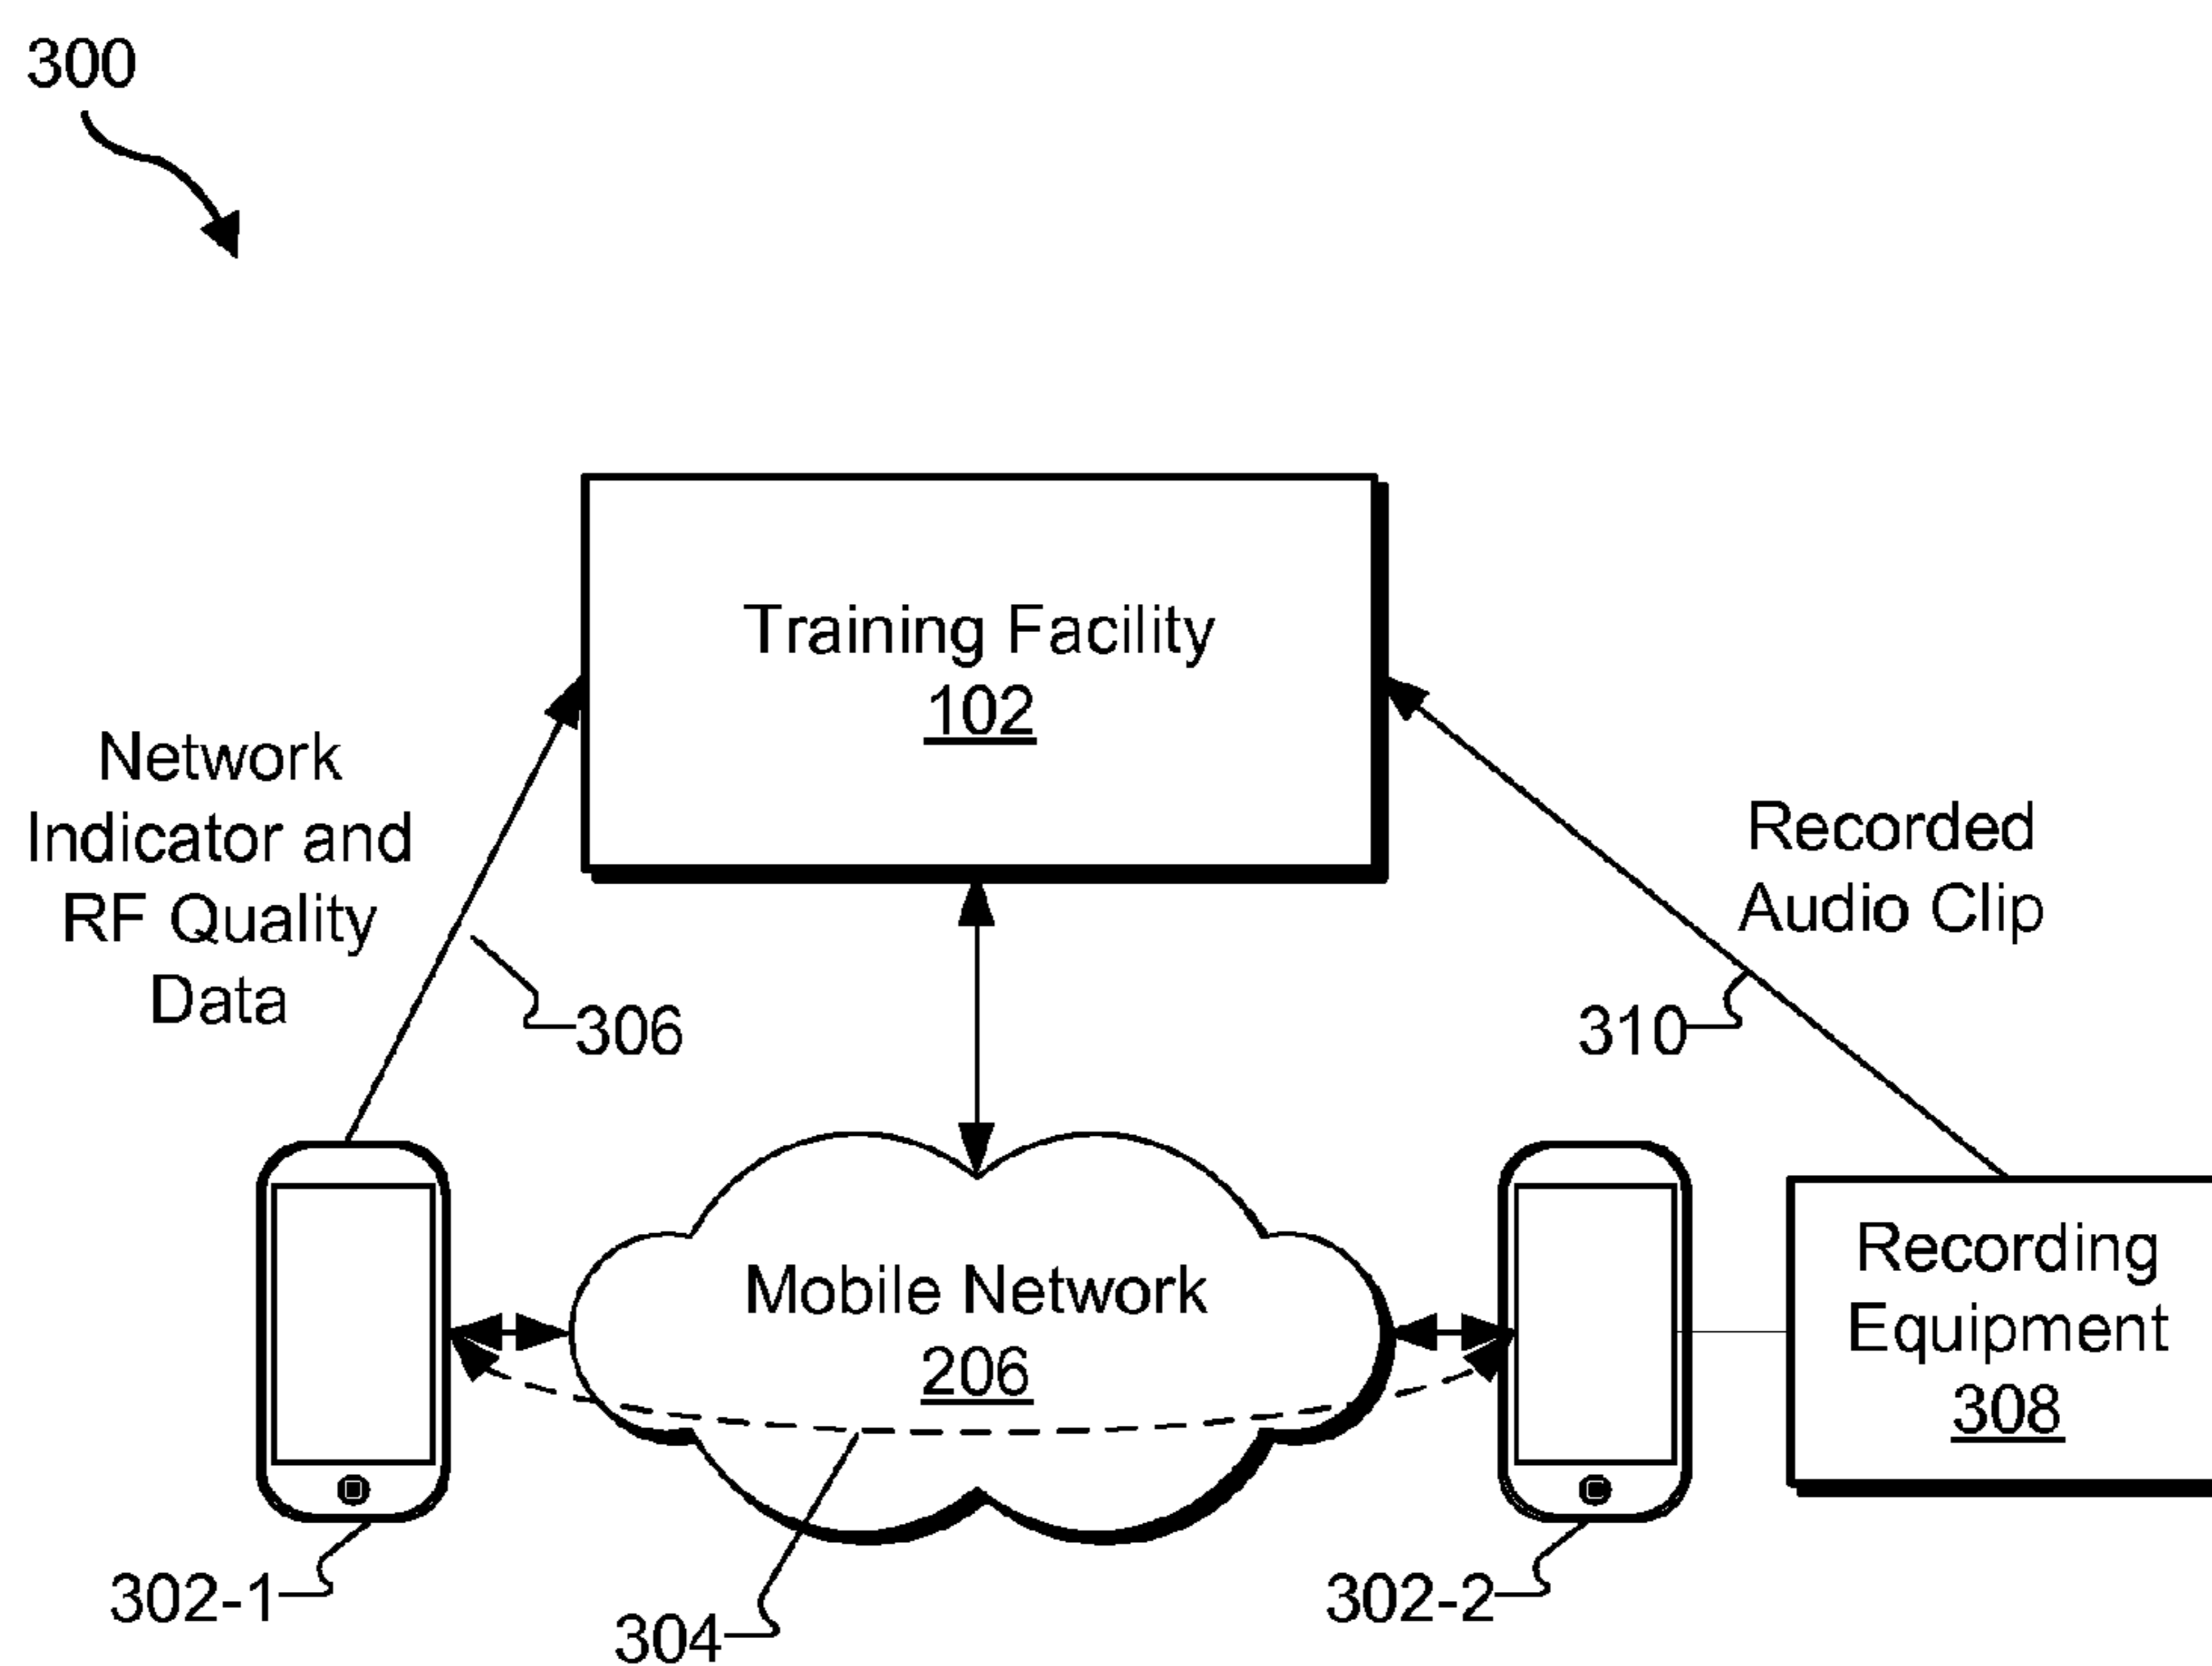 300
Training Facility
102
Network
Indicator and
RF Quality
Data
306
Recorded
Audio Clip
310
Mobile Network
206
Recording
Equipment
308
302-1
304
302-2